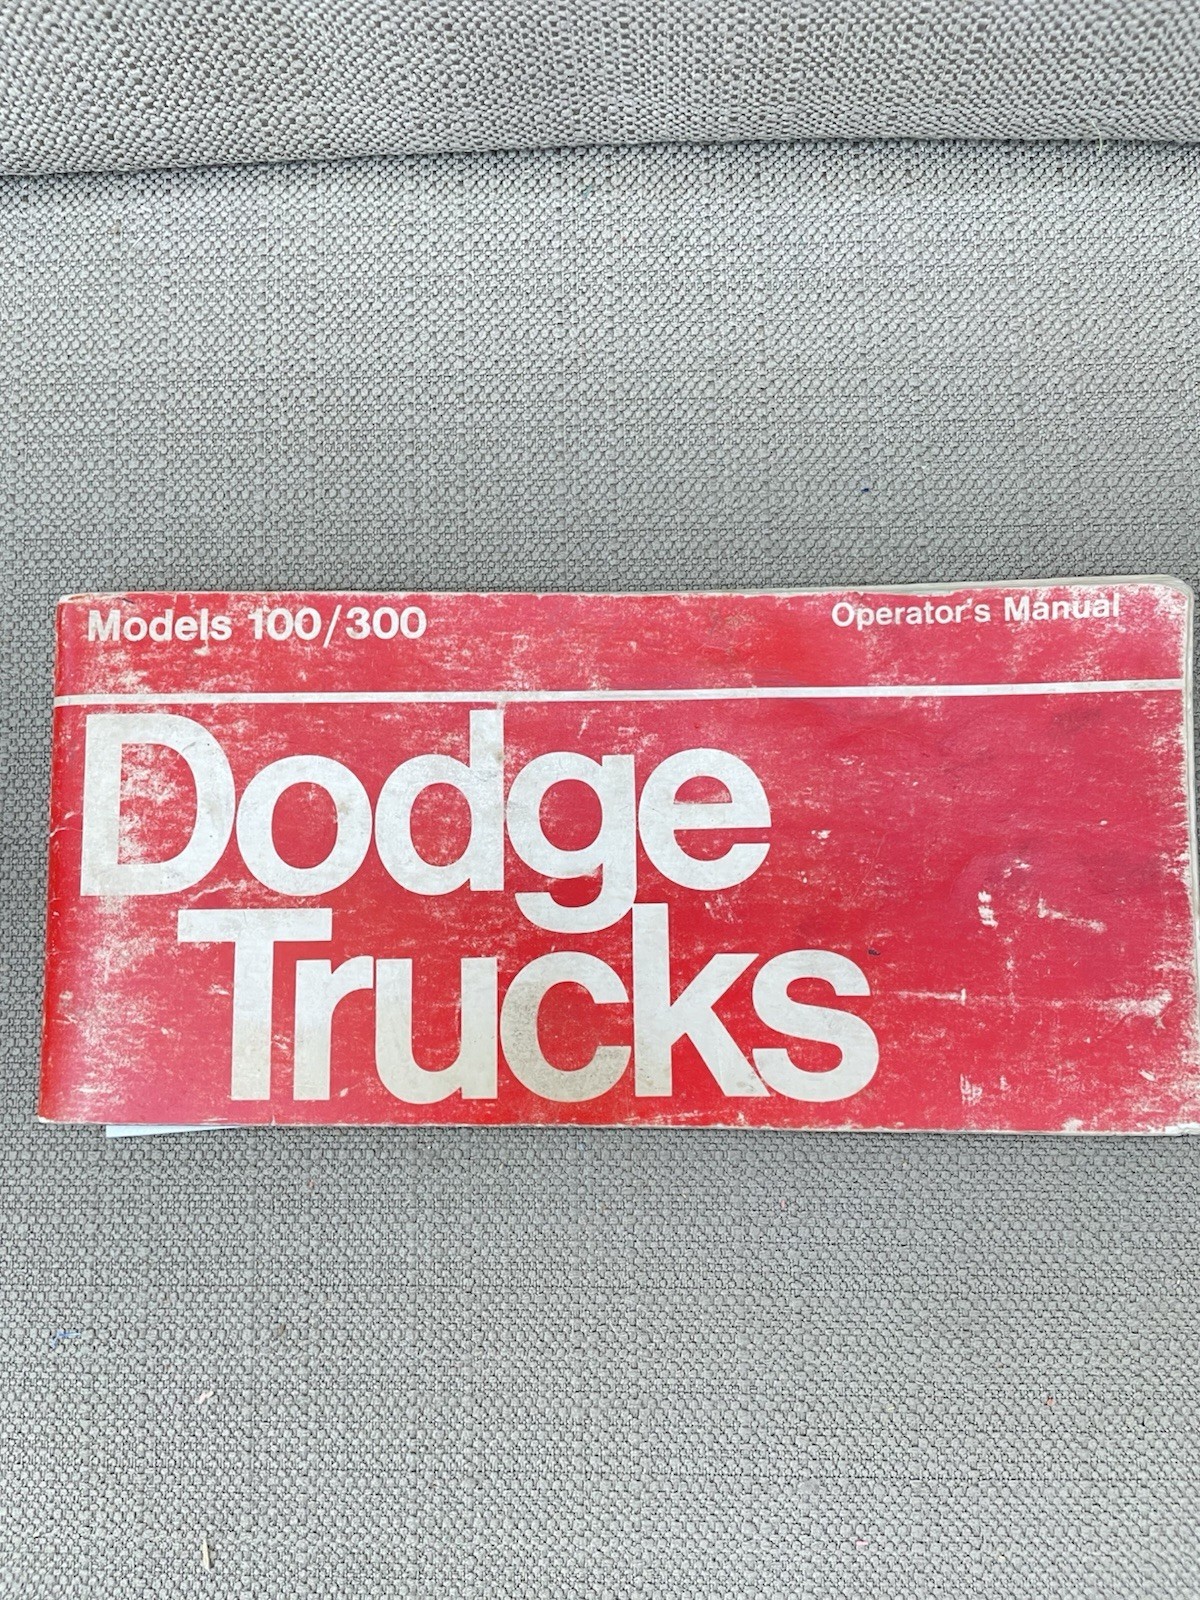 Models 100/300 Operator's Manual
Dodge
Trucks